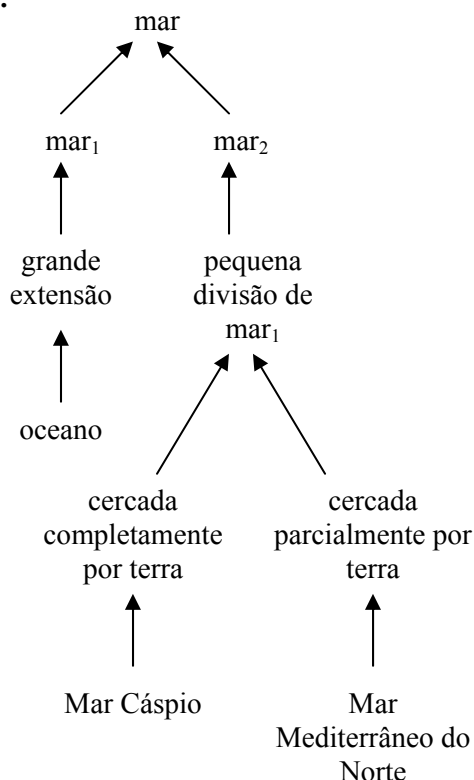 .
mar
mar₁
mar₂
grande
extensão
pequena
divisão de
mar₁
oceano
cercada
completamente
por terra
cercada
parcialmente por
terra
Mar Cáspio
Mar
Mediterrâneo do
Norte